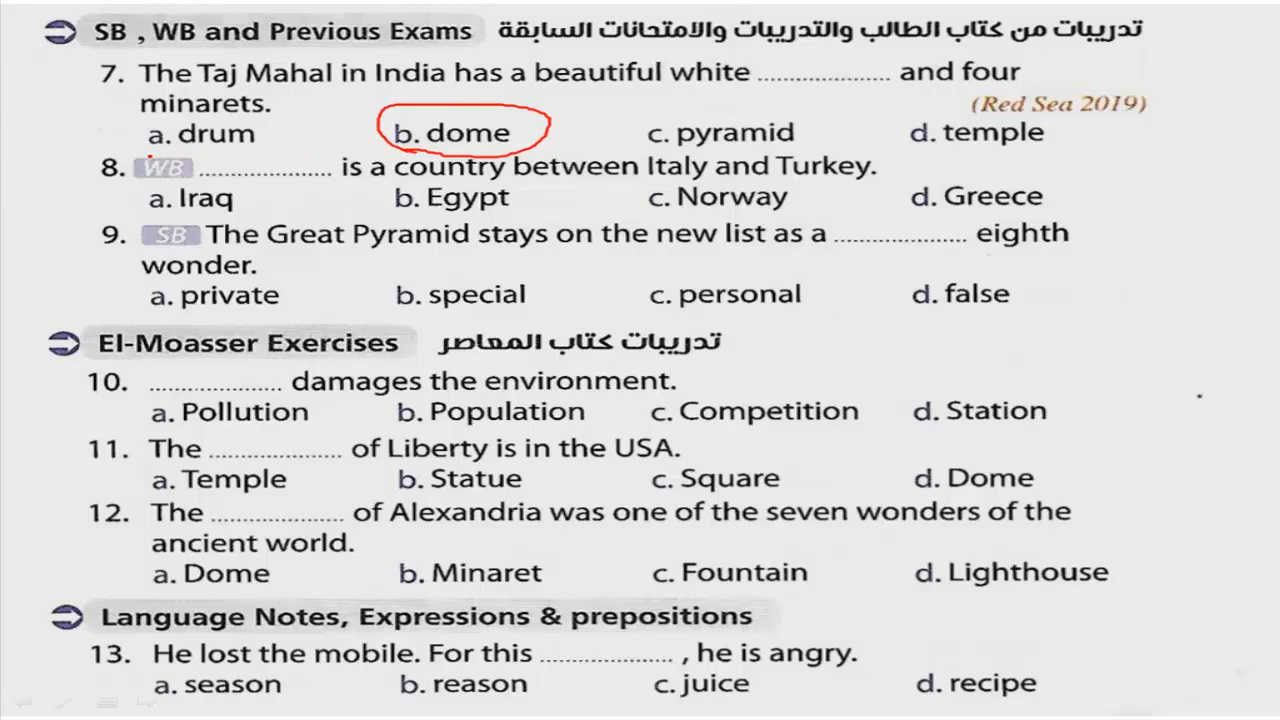 SB , WB and Previous Exams تدريبات من كتاب الطالب والتدريبات والامتحانات السابقة
7. The Taj Mahal in India has a beautiful white .................... and four
minarets. (Red Sea 2019)
a. drum b. dome c. pyramid d. temple
8. WB .................... is a country between Italy and Turkey.
a. Iraq b. Egypt c. Norway d. Greece
9. SB The Great Pyramid stays on the new list as a .................... eighth
wonder.
a. private b. special c. personal d. false
El-Moasser Exercises تدريبات كتاب المعاصر
10. .................... damages the environment.
a. Pollution b. Population c. Competition d. Station
11. The .................... of Liberty is in the USA.
a. Temple b. Statue c. Square d. Dome
12. The .................... of Alexandria was one of the seven wonders of the
ancient world.
a. Dome b. Minaret c. Fountain d. Lighthouse
Language Notes, Expressions & prepositions
13. He lost the mobile. For this .................... , he is angry.
a. season b. reason c. juice d. recipe